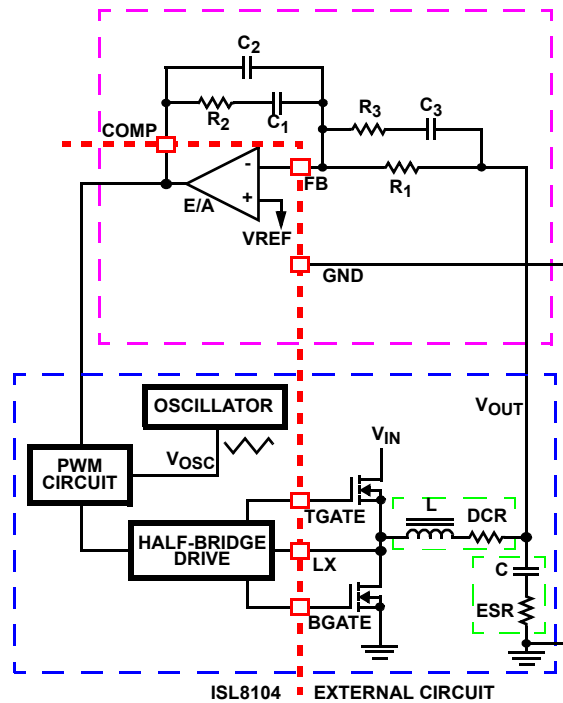 C2
R2
C1
R3
C3
COMP
-
FB
R1
E/A
+
VREF
GND
VOUT
OSCILLATOR
VIN
PWM
CIRCUIT
VOSC
TGATE
L
DCR
HALF-BRIDGE
DRIVE
LX
C
BGATE
ESR
ISL8104
EXTERNAL CIRCUIT